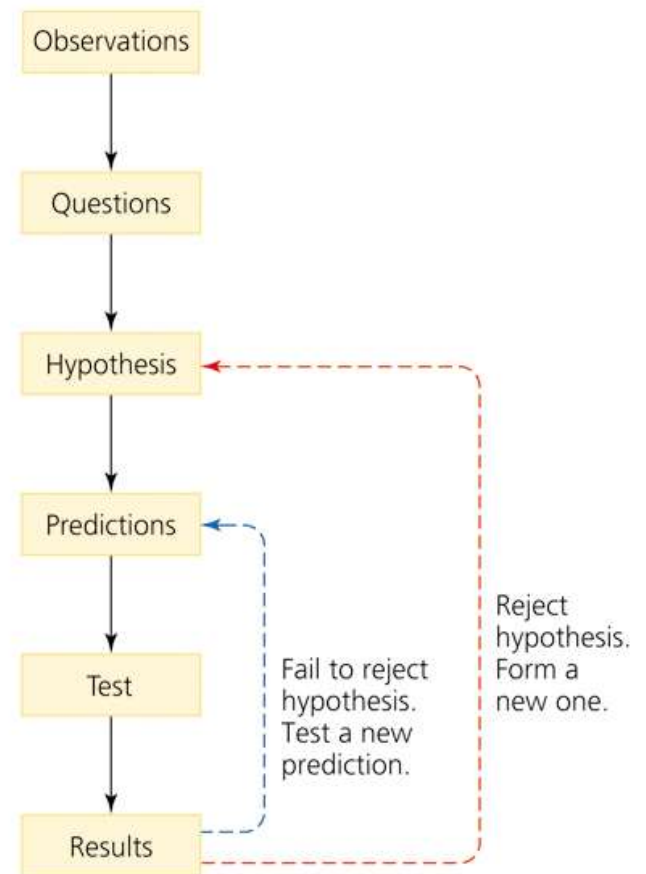 Observations
Questions
Hypothesis
Predictions
Test
Results
Fail to reject
hypothesis.
Test a new
prediction.
Reject
hypothesis.
Form a
new one.